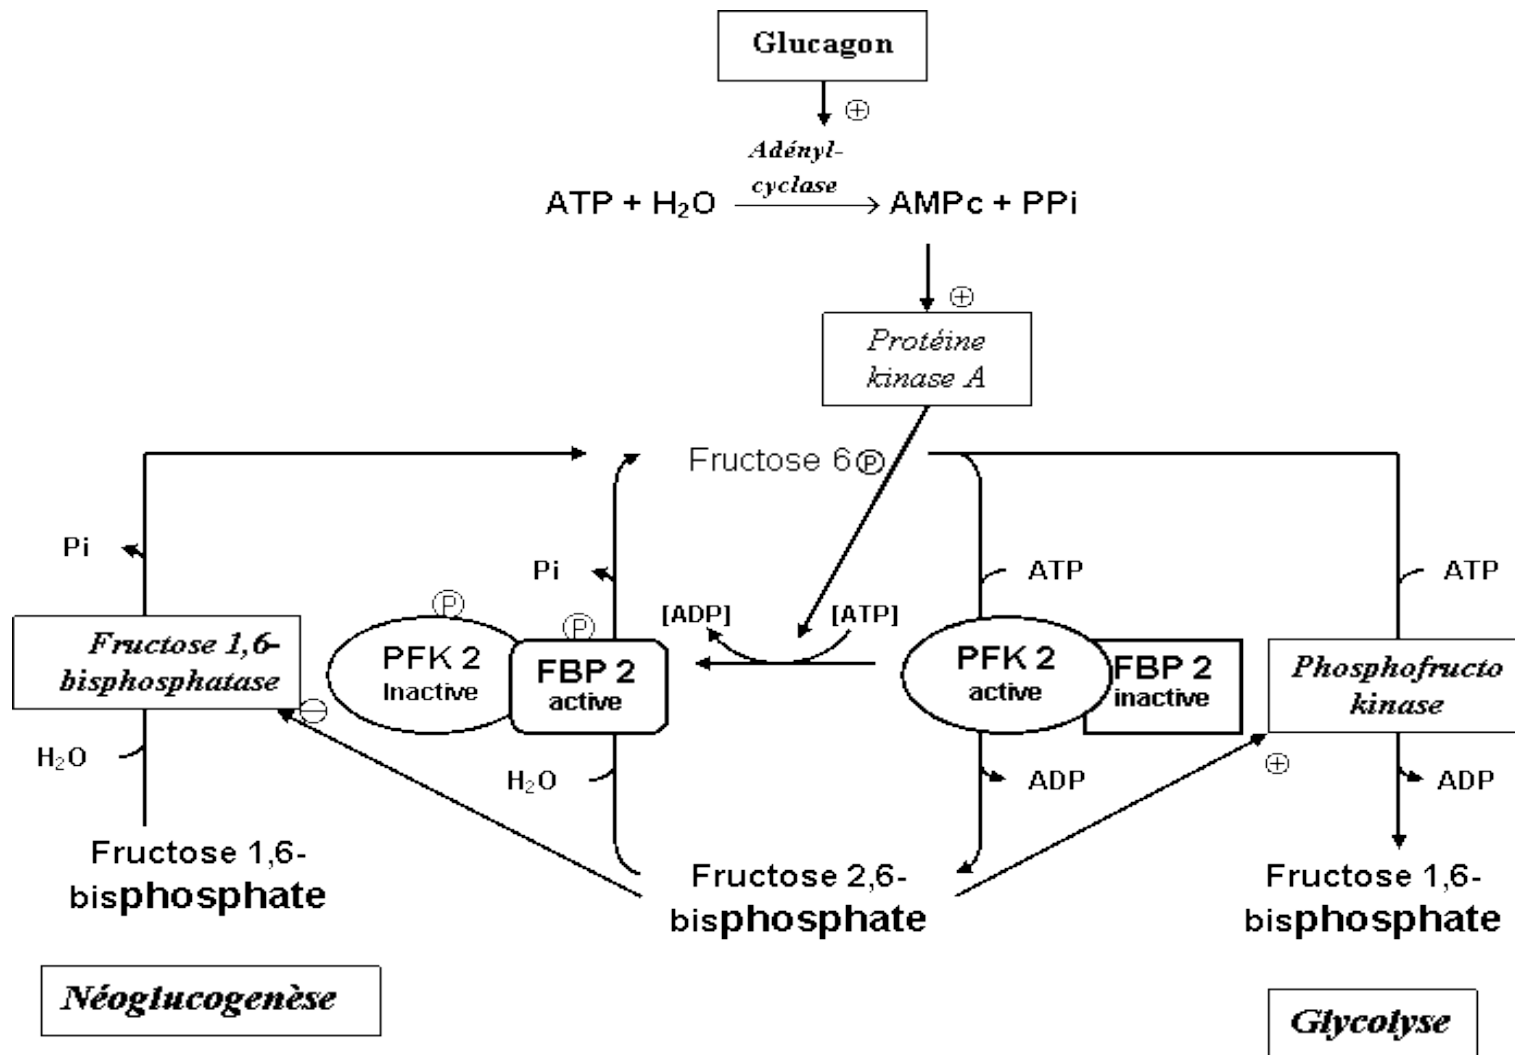 Glucagon
+
Adényl-
cyclase
ATP + H₂O
AMPc + PPi
+
Protéine
kinase A
Fructose 6 P
Pi
Pi
ATP
ATP
[ADP]
[ATP]
P
P
Fructose 1,6-
bisphosphatase
PFK 2
Inactive
FBP 2
active
PFK 2
active
FBP 2
inactive
Phosphofructo
kinase
−
H₂O
H₂O
ADP
+
ADP
Fructose 1,6-
bisphosphate
Fructose 2,6-
bisphosphate
Fructose 1,6-
bisphosphate
Néoglucogenèse
Glycolyse